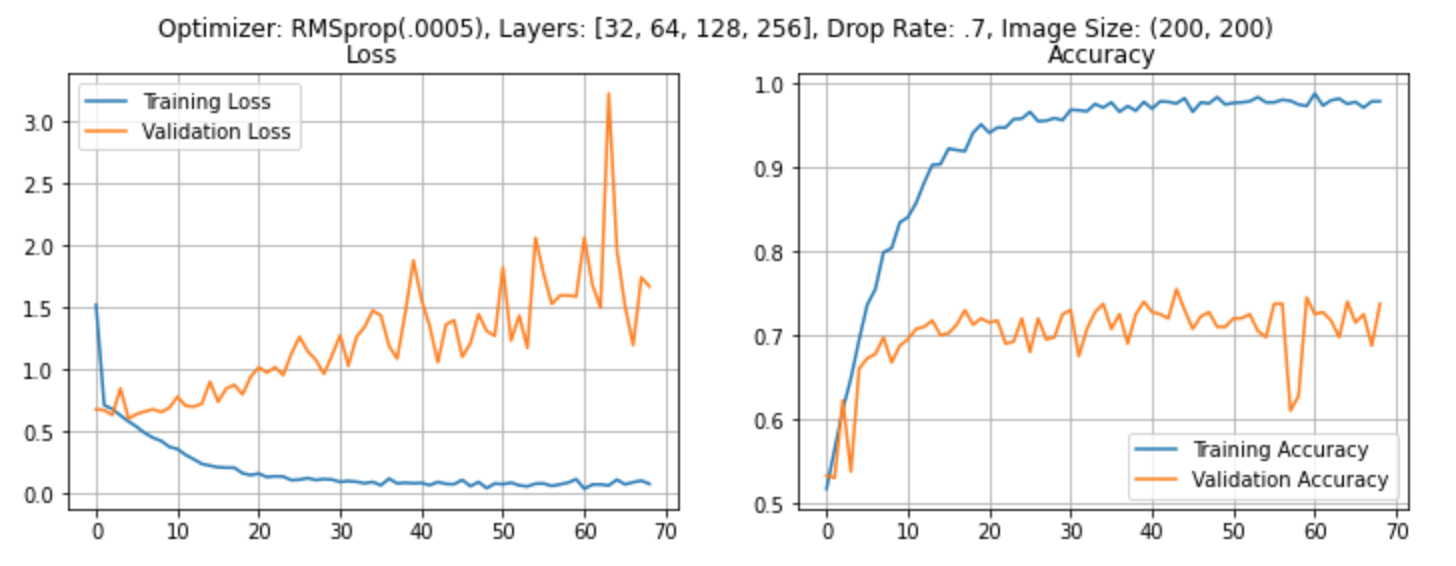 Optimizer: RMSprop(.0005), Layers: [32, 64, 128, 256], Drop Rate: .7, Image Size: (200, 200)
Loss
Training Loss
Validation Loss
3.0
2.5
2.0
1.5
1.0
0.5
0.0
0 10 20 30 40 50 60 70
Accuracy
1.0
0.9
0.8
0.7
0.6
0.5
Training Accuracy
Validation Accuracy
0 10 20 30 40 50 60 70